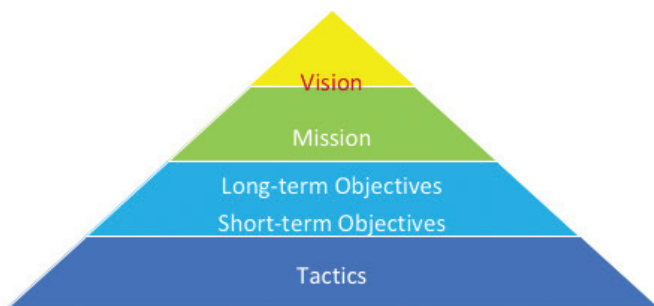 Vision
Mission
Long-term Objectives
Short-term Objectives
Tactics